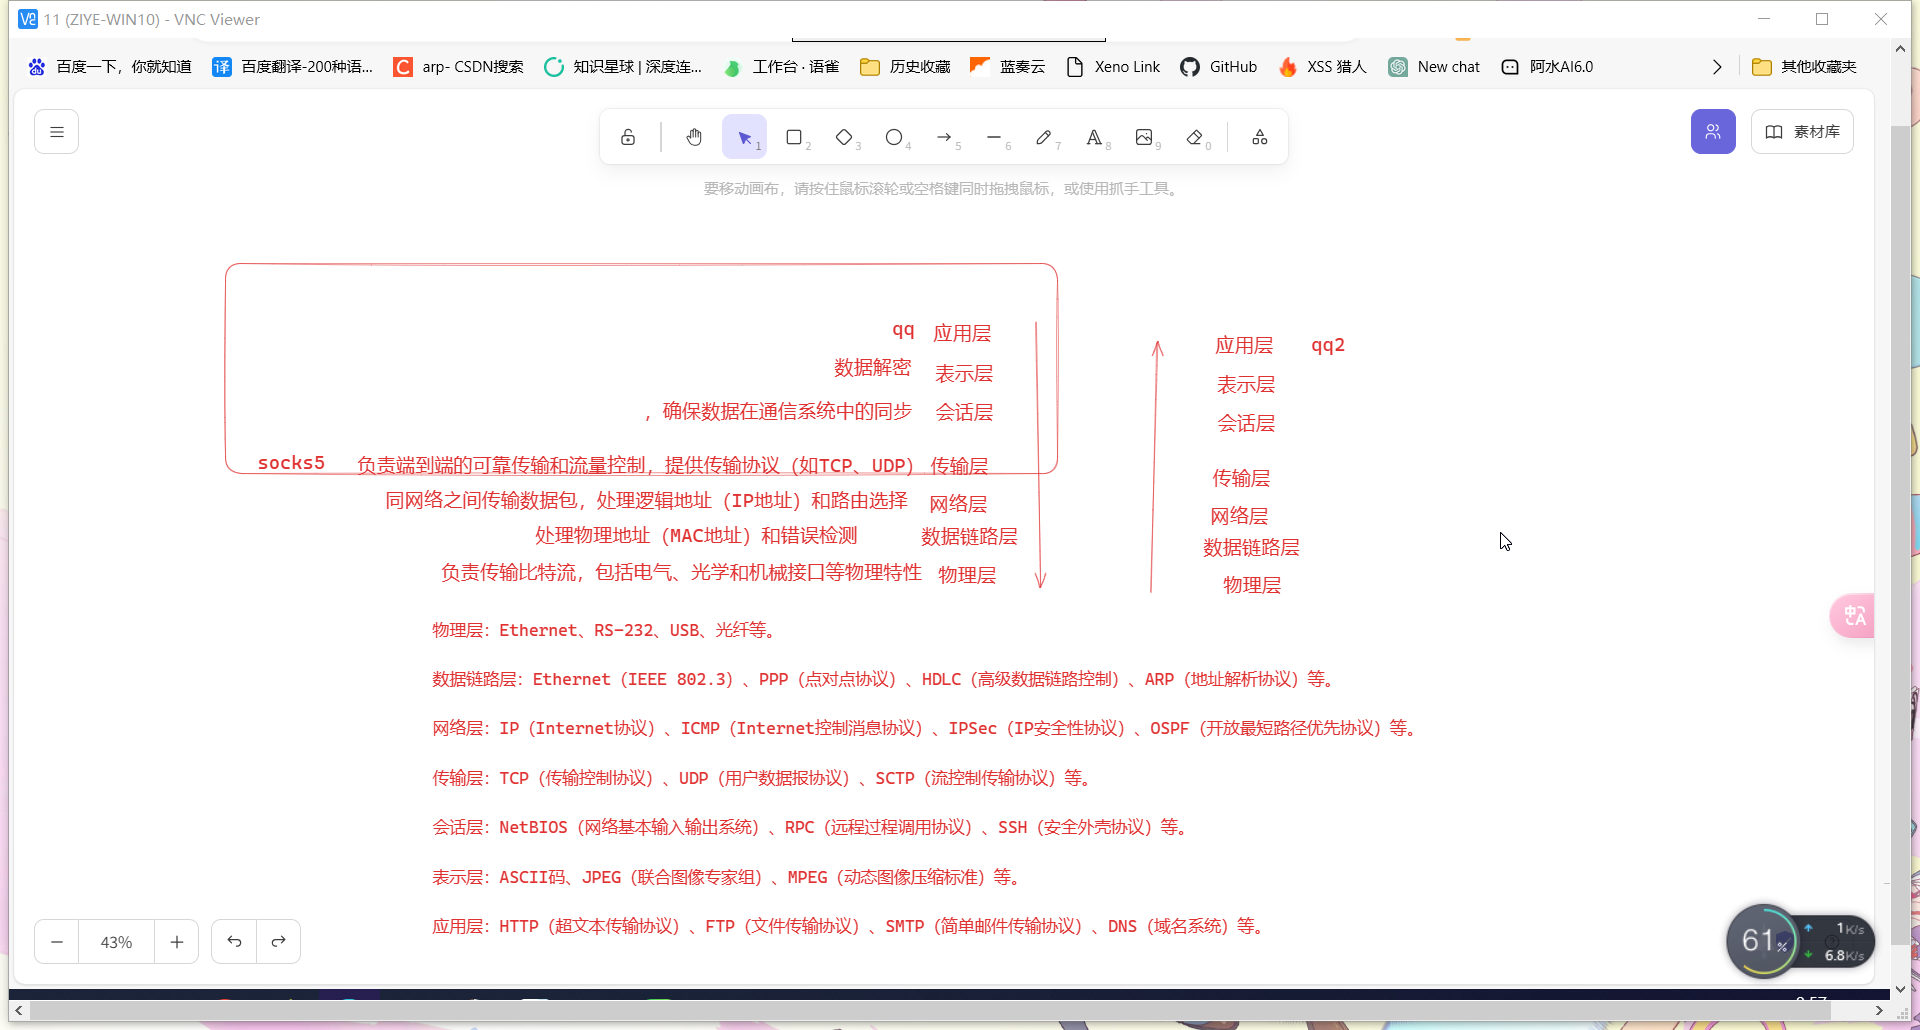 11 (ZIYE-WIN10) - VNC Viewer
百度一下，你就知道 百度翻译-200种语... arp- CSDN搜索 知识星球 | 深度连... 工作台 · 语雀 历史收藏 蓝奏云 Xeno Link GitHub XSS 猎人 New chat 阿水AI6.0 其他收藏夹
1 2 3 4 5 6 7 A 8 9 0
素材库
要移动画布，请按住鼠标滚轮或空格键同时拖拽鼠标，或使用抓手工具。
qq 应用层
数据解密 表示层
，确保数据在通信系统中的同步 会话层
socks5 负责端到端的可靠传输和流量控制，提供传输协议（如TCP、UDP） 传输层
同网络之间传输数据包，处理逻辑地址（IP地址）和路由选择 网络层
处理物理地址（MAC地址）和错误检测 数据链路层
负责传输比特流，包括电气、光学和机械接口等物理特性 物理层
应用层 qq2
表示层
会话层
传输层
网络层
数据链路层
物理层
物理层：Ethernet、RS-232、USB、光纤等。
数据链路层：Ethernet（IEEE 802.3）、PPP（点对点协议）、HDLC（高级数据链路控制）、ARP（地址解析协议）等。
网络层：IP（Internet协议）、ICMP（Internet控制消息协议）、IPSec（IP安全性协议）、OSPF（开放最短路径优先协议）等。
传输层：TCP（传输控制协议）、UDP（用户数据报协议）、SCTP（流控制传输协议）等。
会话层：NetBIOS（网络基本输入输出系统）、RPC（远程过程调用协议）、SSH（安全外壳协议）等。
表示层：ASCII码、JPEG（联合图像专家组）、MPEG（动态图像压缩标准）等。
应用层：HTTP（超文本传输协议）、FTP（文件传输协议）、SMTP（简单邮件传输协议）、DNS（域名系统）等。
43%
61%
1K/s
6.8K/s